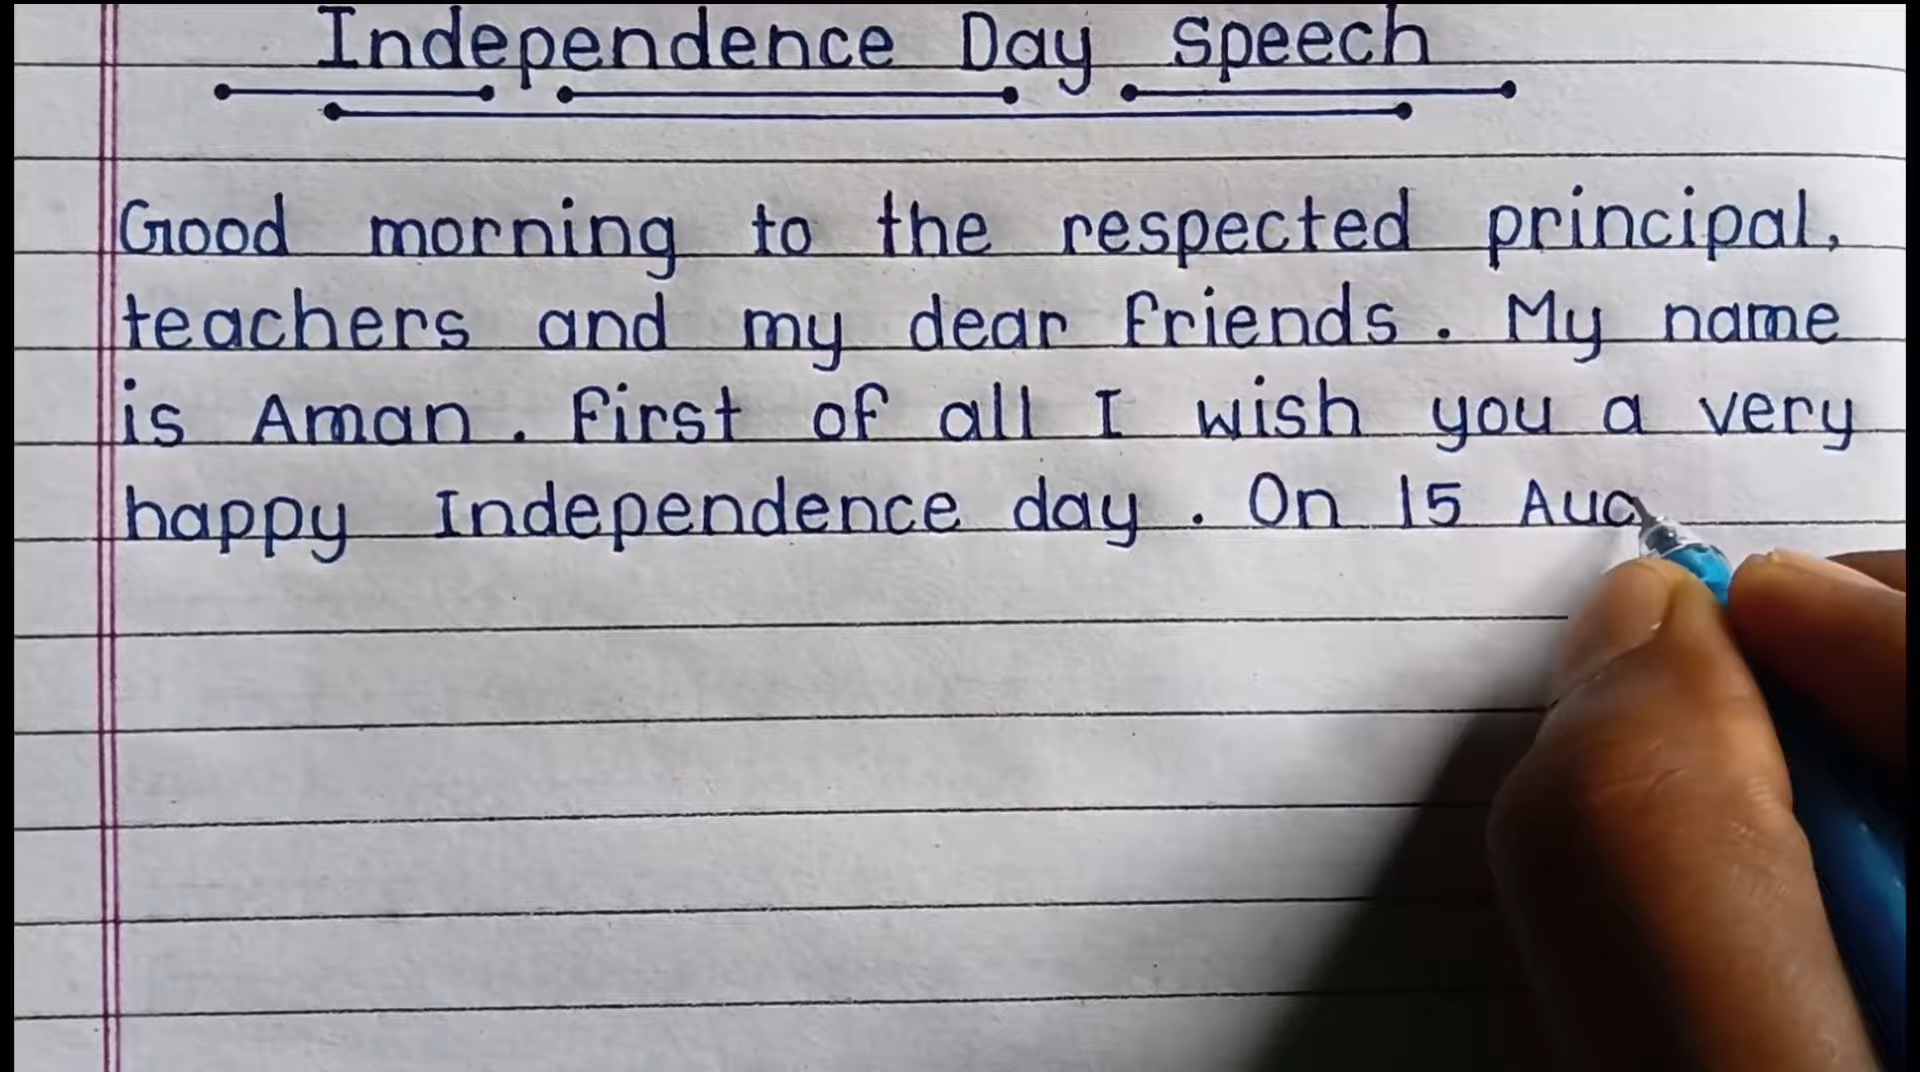 Independence Day Speech
Good morning to the respected principal,
teachers and my dear friends. My name
is Aman. First of all I wish you a very
happy Independence day. On 15